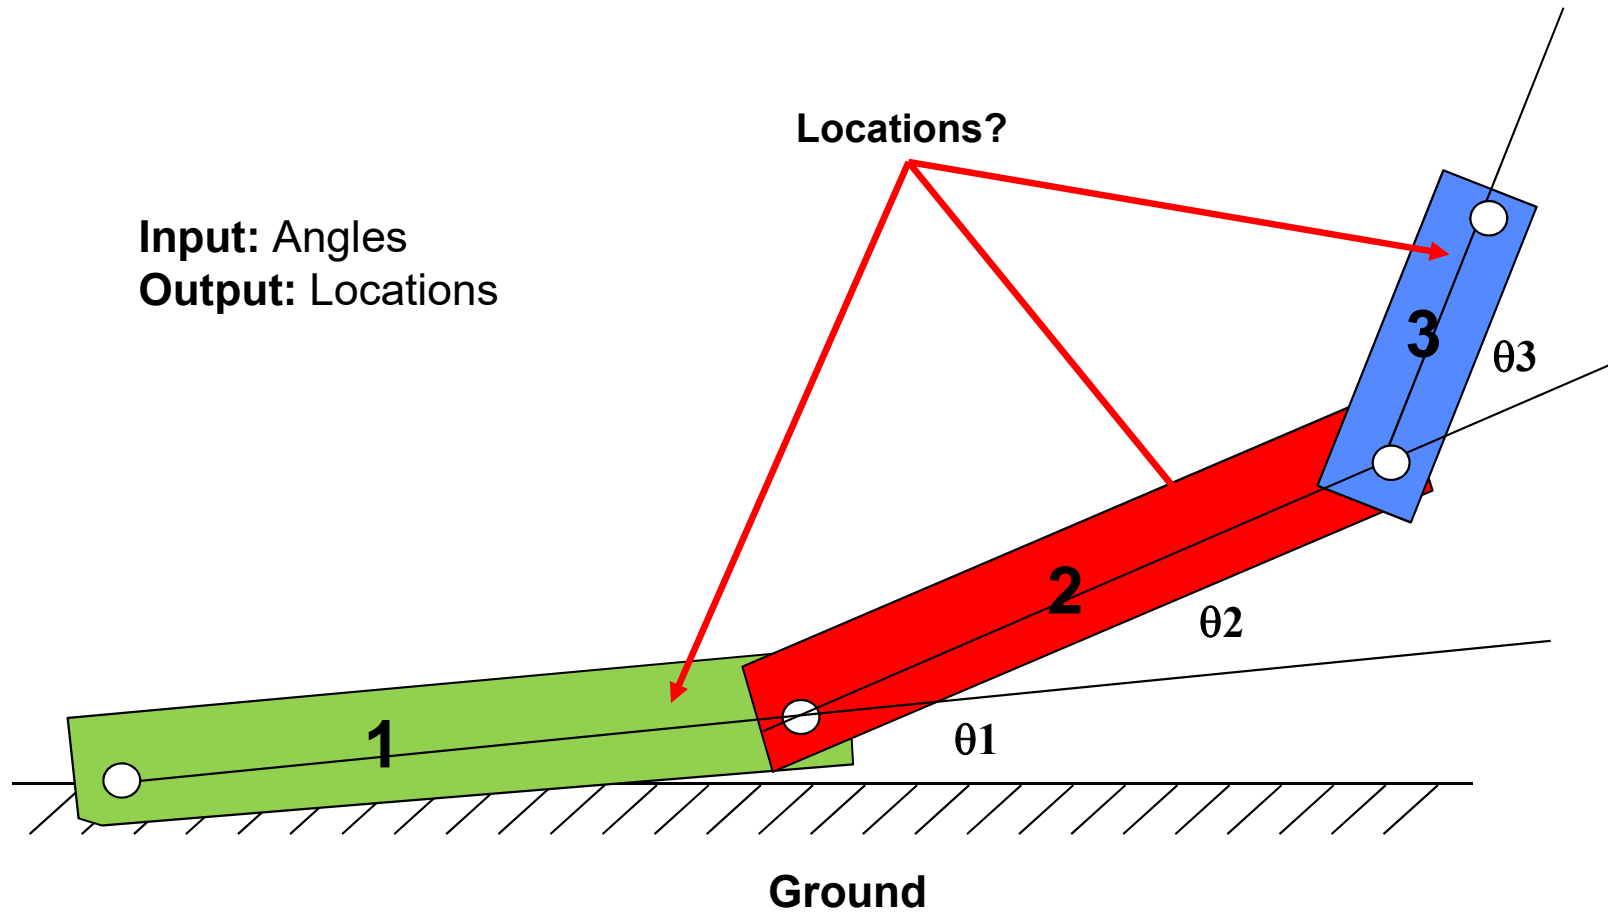 Locations?
Input: Angles
Output: Locations
3
θ3
2
θ2
1
θ1
Ground